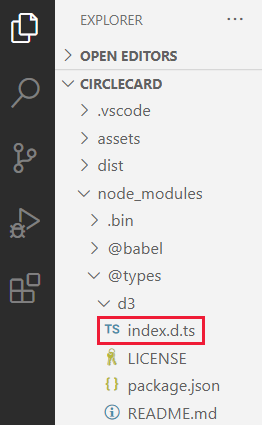 EXPLORER
OPEN EDITORS
CIRCLECARD
.vscode
assets
dist
node_modules
.bin
@babel
@types
d3
TS index.d.ts
LICENSE
package.json
README.md